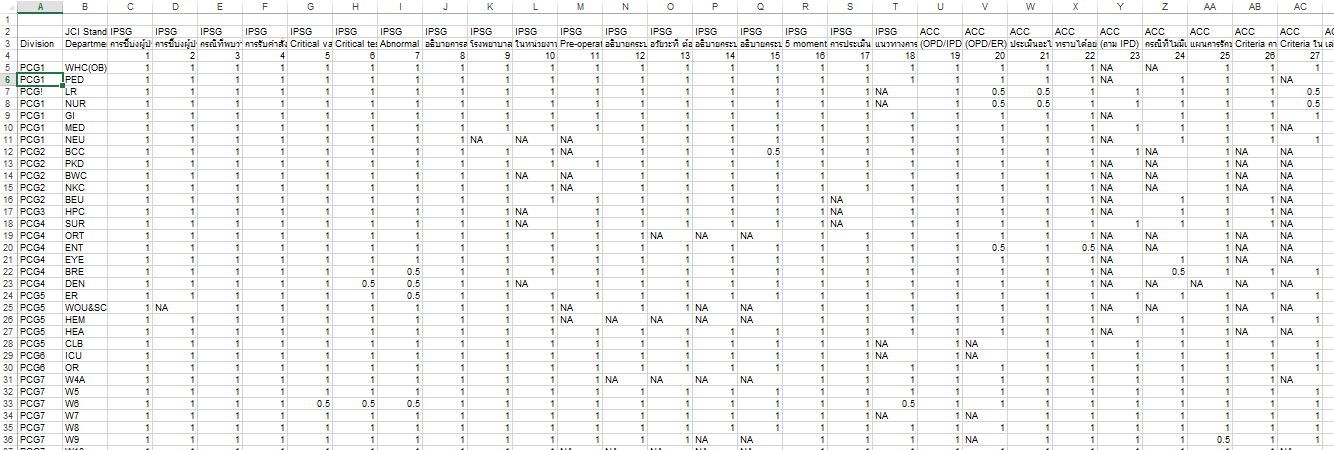 A B C D E F G H I J K L M N O P Q R S T U V W X Y Z AA AB AC
1
2 JCI Stand IPSG IPSG IPSG IPSG IPSG IPSG IPSG IPSG IPSG IPSG IPSG IPSG IPSG IPSG IPSG IPSG IPSG IPSG ACC ACC ACC ACC ACC ACC ACC ACC ACC ACC
3 Division Departme การชี้บ่งผู้ป่ การชี้บ่งผู้ป่ กรณีที่พบว่ การรับคำสั่ Critical va Critical tes Abnormal อธิบายการส โรงพยาบาล ในหน่วยงาน Pre-operat อธิบายกระบ อวัยวะที่ ต้อ อธิบายกระบ อธิบายกระบ 5 moment การประเมิน แนวทางการ (OPD/IPD (OPD/ER) ประเมินอะไ ทราบได้อย่ (ถาม IPD) กรณีที่ไม่มีเ แผนการรักษ Criteria กา Criteria ใน
4 1 2 3 4 5 6 7 8 9 10 11 12 13 14 15 16 17 18 19 20 21 22 23 24 25 26 27
5 PCG1 WHC(OB) 1 1 1 1 1 1 1 1 1 1 1 1 1 1 1 1 1 1 1 1 1 1 NA NA 1 1 1
6 PCG1 PED 1 1 1 1 1 1 1 1 1 1 1 1 1 1 1 1 1 1 1 1 1 1 NA 1 1 1 NA
7 PCG! LR 1 1 1 1 1 1 1 1 1 1 1 1 1 1 1 1 1 NA 1 0.5 0.5 1 1 1 1 1 0.5
8 PCG1 NUR 1 1 1 1 1 1 1 1 1 1 1 1 1 1 1 1 1 NA 1 0.5 0.5 1 1 1 1 1 0.5
9 PCG1 GI 1 1 1 1 1 1 1 1 1 1 1 1 1 1 1 1 1 1 1 1 1 1 NA 1 1 1 1
10 PCG1 MED 1 1 1 1 1 1 1 1 1 1 1 1 1 1 1 1 1 1 1 1 1 1 1 1 1 1 NA
11 PCG1 NEU 1 1 1 1 1 1 1 1 NA NA NA 1 1 1 1 1 1 1 1 1 1 1 NA 1 1 1 1
12 PCG2 BCC 1 1 1 1 1 1 1 1 1 1 NA 1 1 1 0.5 1 1 1 1 1 1 1 1 NA 1 NA NA
13 PCG2 PKD 1 1 1 1 1 1 1 1 1 1 1 1 1 1 1 1 1 1 1 1 1 1 NA NA 1 NA NA
14 PCG2 BWC 1 1 1 1 1 1 1 1 1 NA NA 1 1 1 1 1 1 1 1 1 1 1 NA NA 1 NA NA
15 PCG2 NKC 1 1 1 1 1 1 1 1 1 1 NA 1 1 1 1 1 1 1 1 1 1 1 NA NA 1 NA NA
16 PCG2 BEU 1 1 1 1 1 1 1 1 1 1 1 1 1 1 1 1 NA 1 1 1 1 1 NA 1 1 1 NA
17 PCG3 HPC 1 1 1 1 1 1 1 1 1 NA 1 1 1 1 1 1 NA 1 1 1 1 1 NA 1 1 1 NA
18 PCG4 SUR 1 1 1 1 1 1 1 1 1 NA 1 1 1 1 1 1 NA 1 1 1 1 1 1 1 1 1 NA
19 PCG4 ORT 1 1 1 1 1 1 1 1 1 1 1 1 NA NA NA 1 1 1 1 1 1 1 NA NA 1 NA NA
20 PCG4 ENT 1 1 1 1 1 1 1 1 1 1 1 1 1 1 1 1 1 1 1 0.5 1 0.5 NA NA 1 NA NA
21 PCG4 EYE 1 1 1 1 1 1 1 1 1 1 1 1 1 1 1 1 1 1 1 1 1 1 NA 1 1 NA NA
22 PCG4 BRE 1 1 1 1 1 1 0.5 1 1 1 1 1 1 1 1 1 1 1 1 1 1 1 NA 0.5 1 1 1
23 PCG4 DEN 1 1 1 1 1 0.5 0.5 1 1 NA 1 1 1 1 1 1 1 1 1 1 1 1 NA NA NA NA NA
24 PCG5 ER 1 1 1 1 1 1 0.5 1 1 1 1 1 1 1 1 1 1 1 1 1 1 1 1 1 1 1 1
25 PCG5 WOU&SC 1 NA 1 1 1 1 1 1 1 1 NA 1 1 NA NA 1 1 1 1 1 1 1 NA NA 1 NA NA
26 PCG5 HEM 1 1 1 1 1 1 1 1 1 1 NA NA NA NA NA 1 1 1 1 1 1 1 1 1 1 1 1
27 PCG5 HEA 1 1 1 1 1 1 1 1 1 1 1 1 1 1 1 1 1 1 1 1 1 1 NA 1 1 NA NA
28 PCG5 CLB 1 1 1 1 1 1 1 1 1 1 1 1 1 1 1 1 1 NA 1 NA 1 1 1 1 1 1 1
29 PCG6 ICU 1 1 1 1 1 1 1 1 1 1 1 1 1 1 1 1 1 NA 1 NA 1 1 1 1 1 1 1
30 PCG6 OR 1 1 1 1 1 1 1 1 1 1 1 1 1 1 1 1 1 1 1 1 1 1 1 1 1 1 1
31 PCG7 W4A 1 1 1 1 1 1 1 1 1 1 1 NA NA NA NA 1 1 1 1 1 1 1 1 1 1 1 NA
32 PCG7 W5 1 1 1 1 1 1 1 1 1 1 1 1 1 1 1 1 1 1 1 1 1 1 1 1 1 1 1
33 PCG7 W6 1 1 1 1 0.5 0.5 0.5 1 1 1 1 1 1 1 1 1 1 0.5 1 1 1 1 1 1 1 1 1
34 PCG7 W7 1 1 1 1 1 1 1 1 1 1 1 1 1 1 1 1 1 NA 1 NA 1 1 1 1 1 1 1
35 PCG7 W8 1 1 1 1 1 1 1 1 1 1 1 1 1 1 1 1 1 1 1 1 1 1 1 1 1 1 1
36 PCG7 W9 1 1 1 1 1 1 1 1 1 1 1 1 1 NA NA 1 1 1 1 NA 1 1 1 1 0.5 1 1